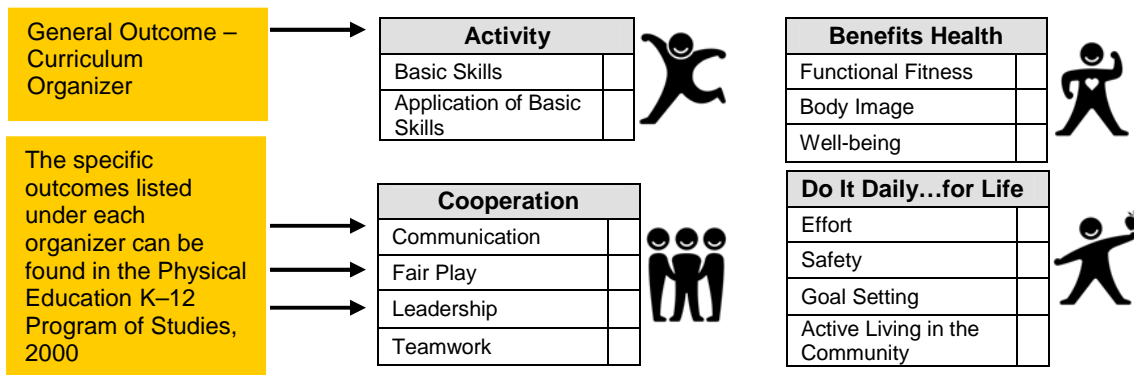 General Outcome –
Curriculum
Organizer
The specific
outcomes listed
under each
organizer can be
found in the Physical
Education K–12
Program of Studies,
2000
Activity
Basic Skills
Application of Basic
Skills
Cooperation
Communication
Fair Play
Leadership
Teamwork
Benefits Health
Functional Fitness
Body Image
Well-being
Do It Daily…for Life
Effort
Safety
Goal Setting
Active Living in the
Community